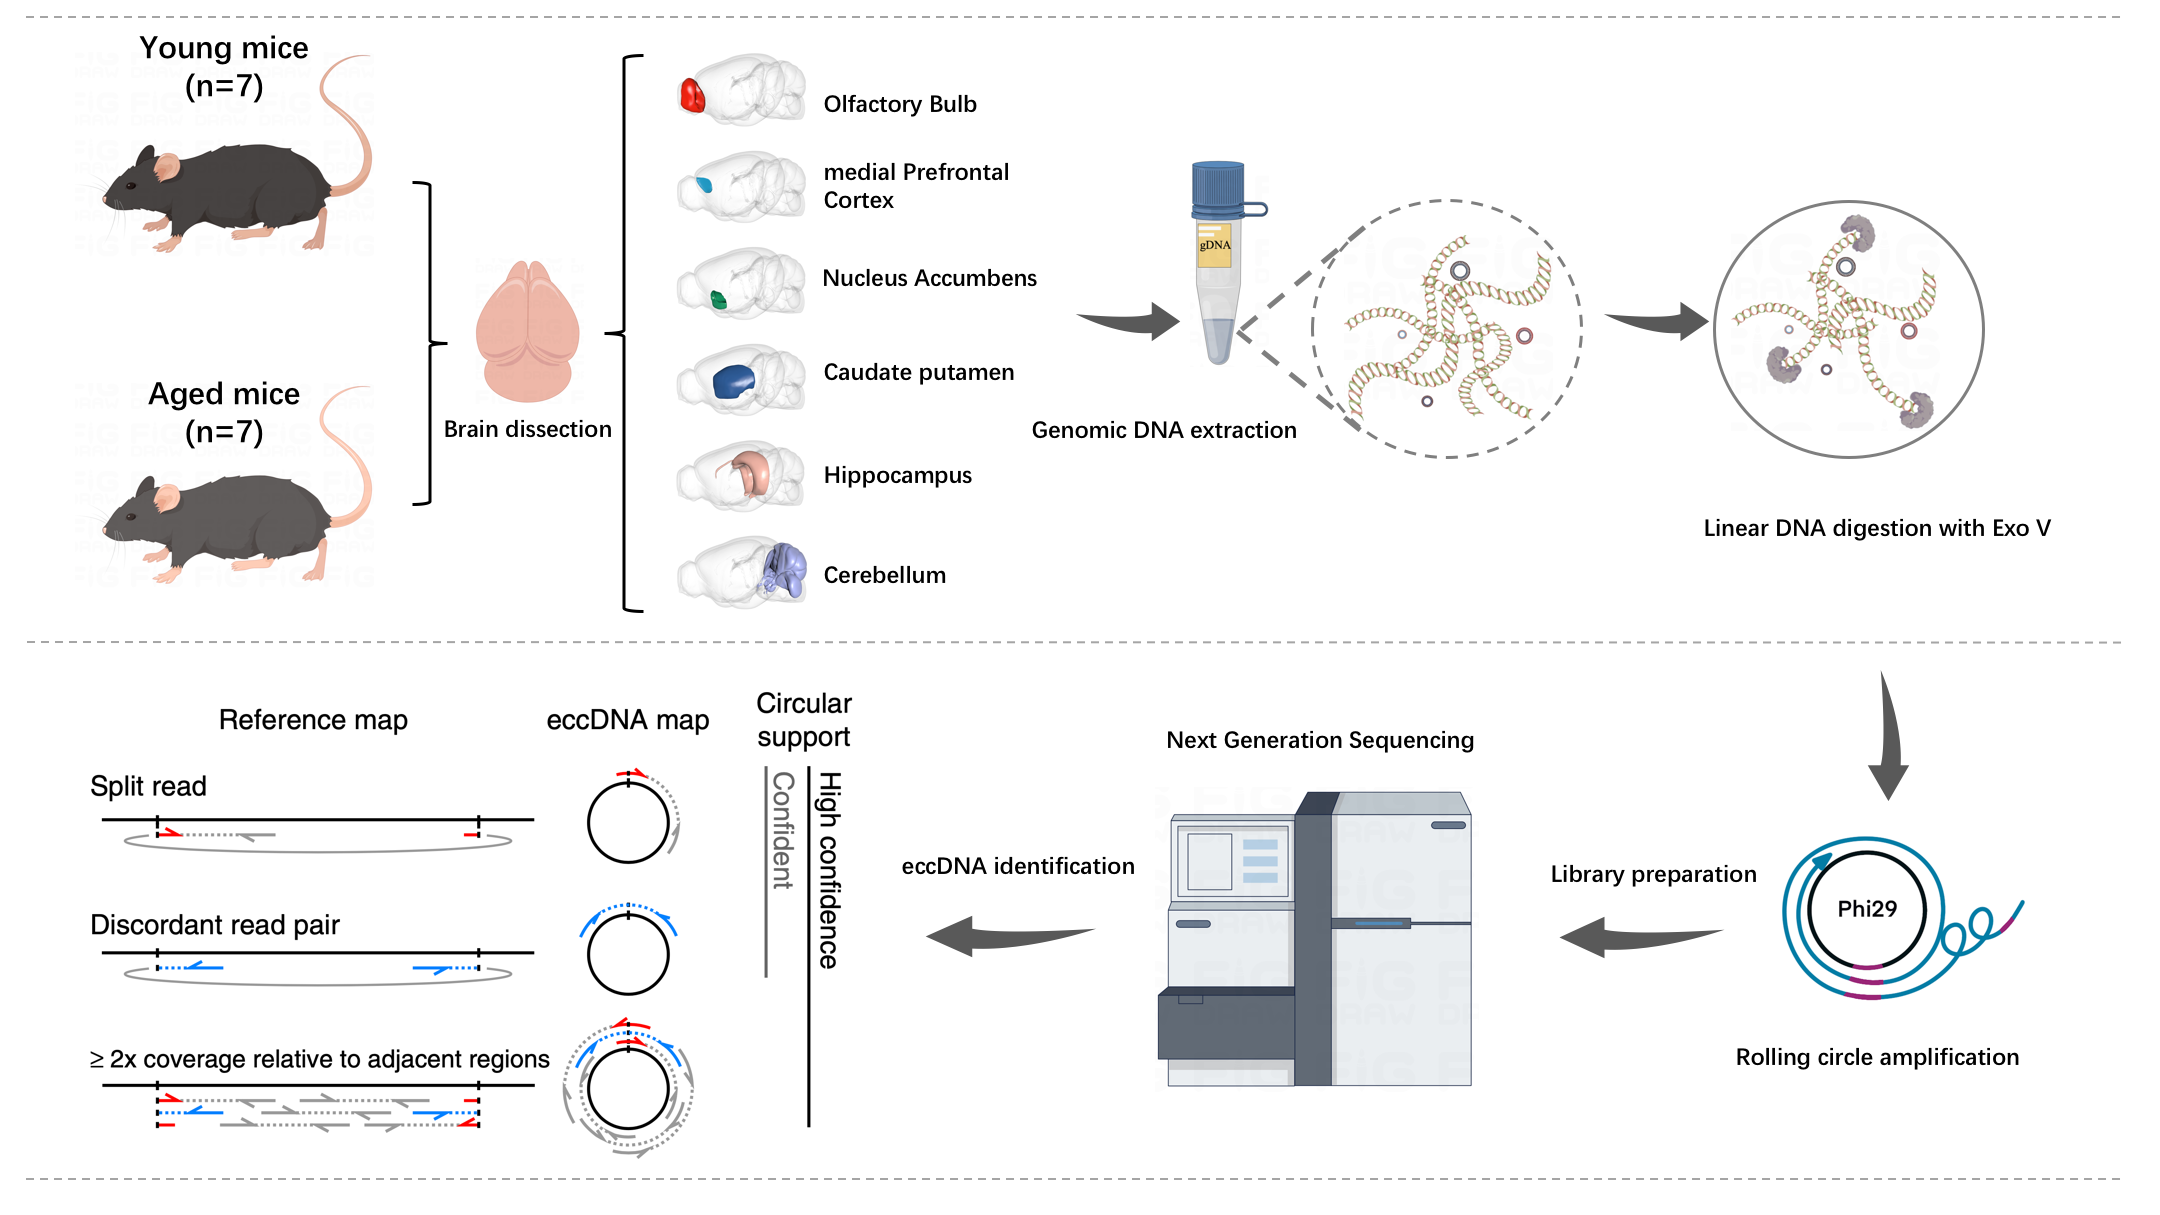 Young mice
(n=7)
Aged mice
(n=7)
Brain dissection
Olfactory Bulb
medial Prefrontal
Cortex
Nucleus Accumbens
Caudate putamen
Hippocampus
Cerebellum
gDNA
Genomic DNA extraction
Linear DNA digestion with Exo V
Phi29
Rolling circle amplification
Library preparation
Next Generation Sequencing
eccDNA identification
Reference map
eccDNA map
Circular
support
Split read
Discordant read pair
≥ 2x coverage relative to adjacent regions
Confident
High confidence